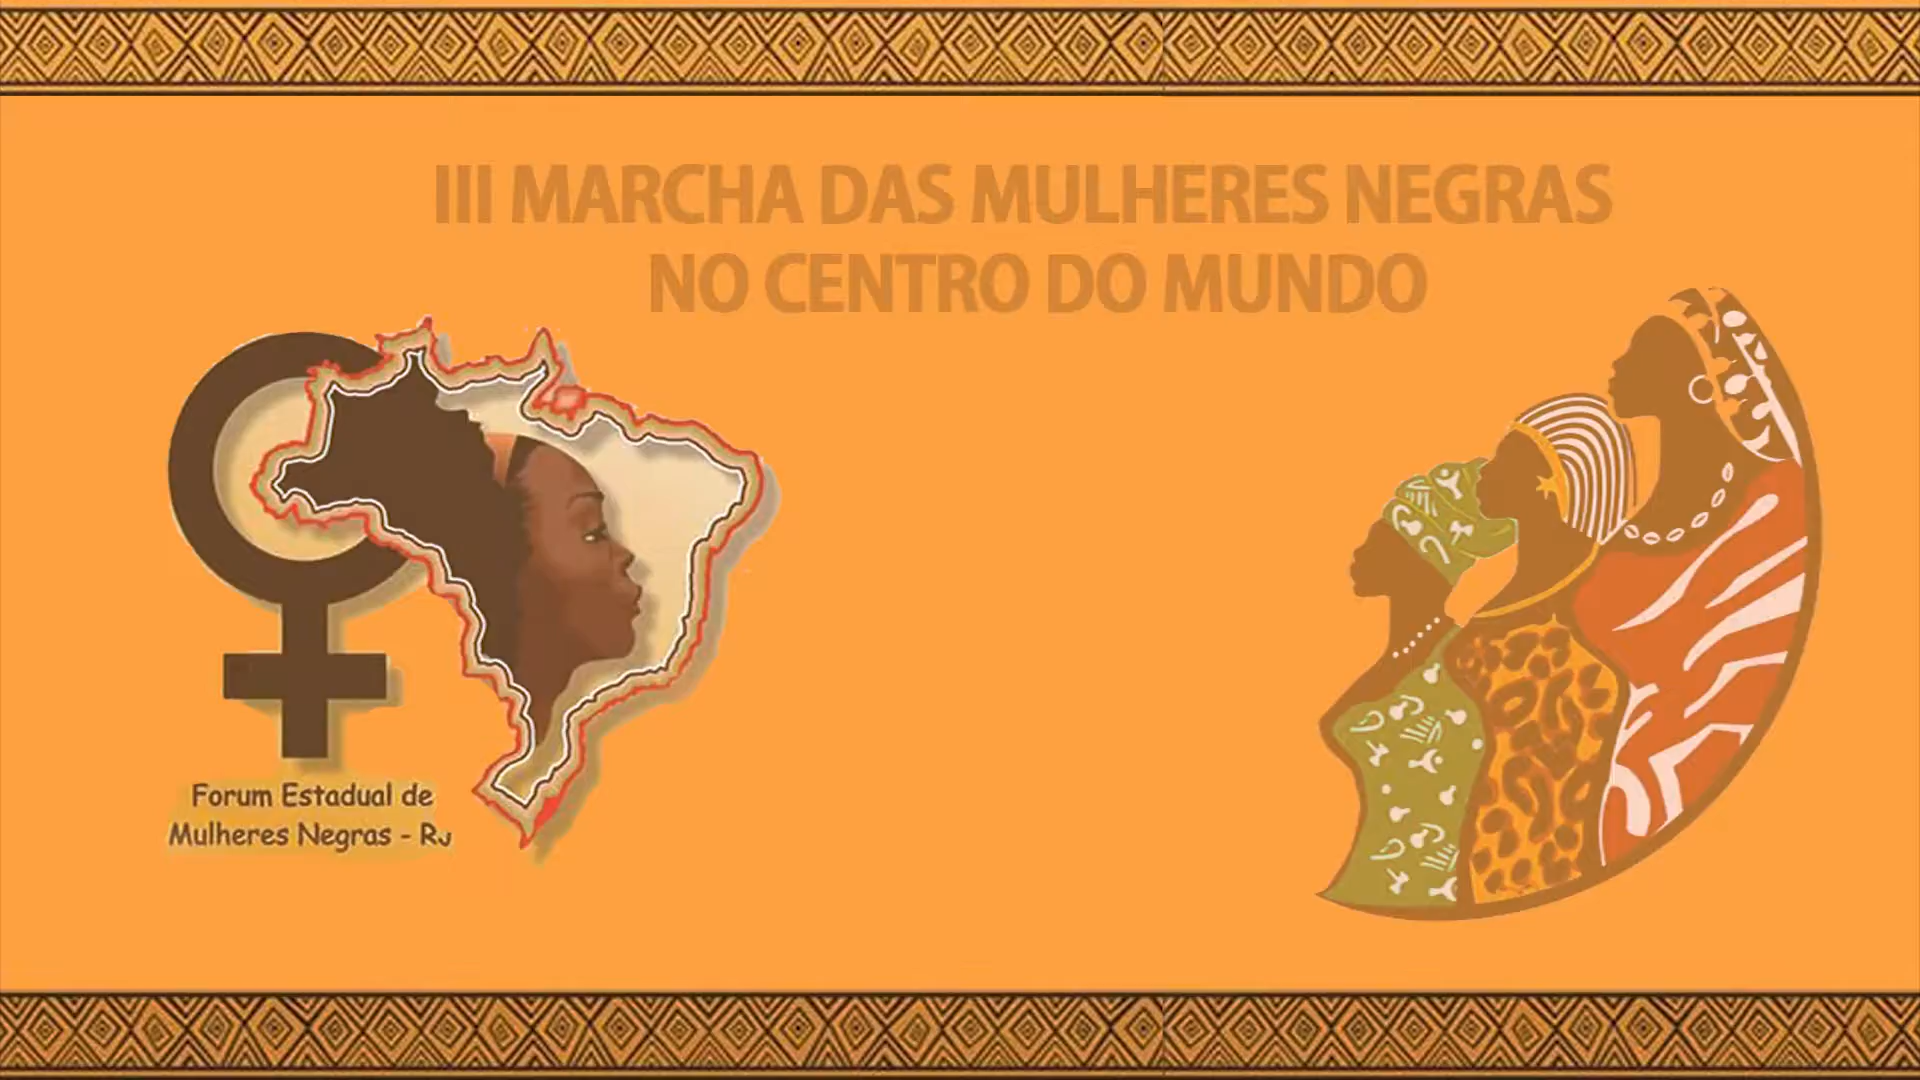 III MARCHA DAS MULHERES NEGRAS
NO CENTRO DO MUNDO
Forum Estadual de
Mulheres Negras - RJ